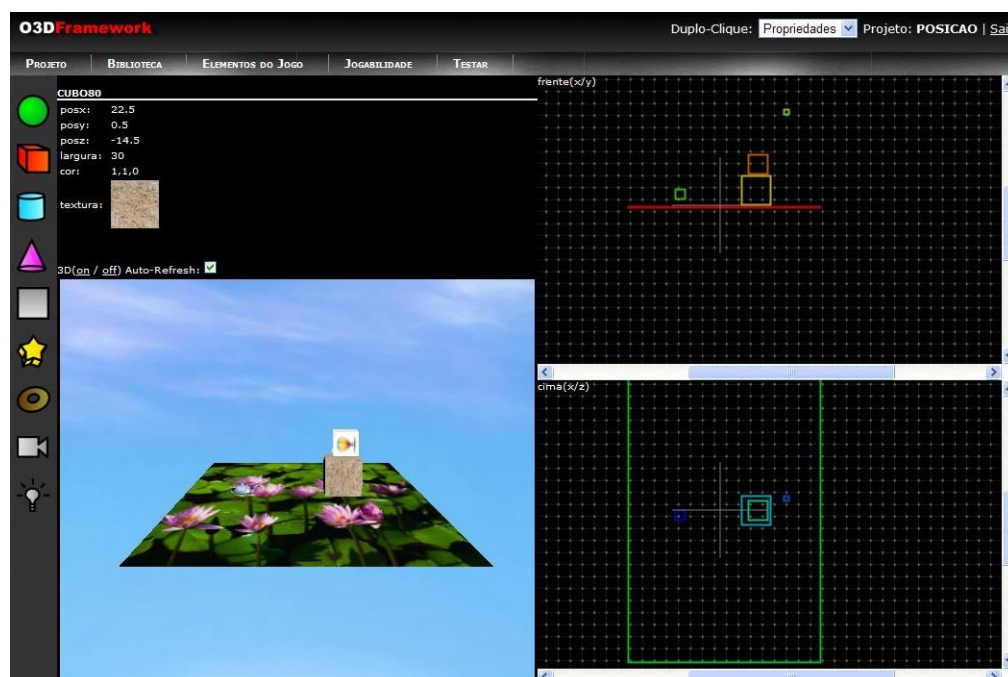 O3DFramework
Duplo-Clique: Propriedades Projeto: POSICAO | Sai
PROJETO BIBLIOTECA ELEMENTOS DO JOGO JOGABILIDADE TESTAR
CUBO80
posx: 22.5
posy: 0.5
posz: -14.5
largura: 30
cor: 1,1,0
textura:
3D(on / off) Auto-Refresh:
frente(x/y)
cima(x/z)